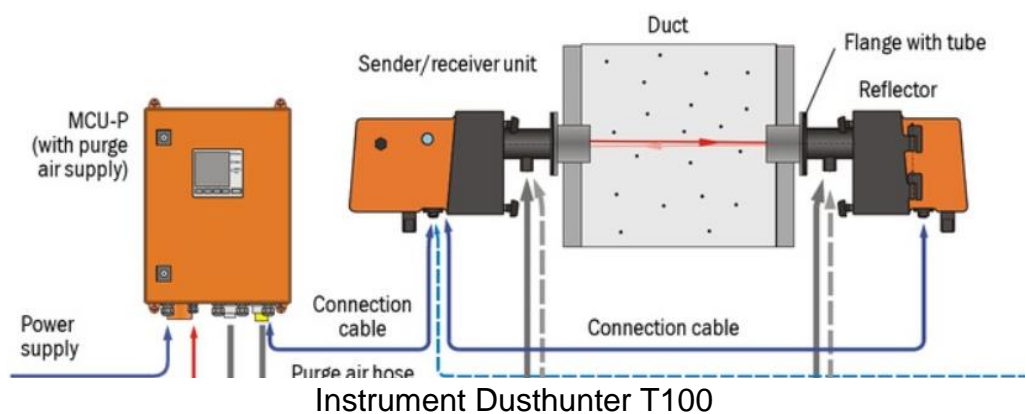 Duct
Flange with tube
Sender/receiver unit
Reflector
MCU-P
(with purge
air supply)
Connection
cable
Connection cable
Power
supply
Purge air hose
Instrument Dusthunter T100